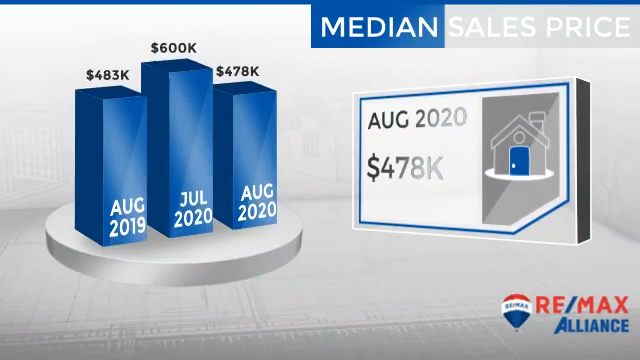 MEDIAN SALES PRICE
$600K
$483K
$478K
AUG
2019
JUL
2020
AUG
2020
AUG 2020
$478K
RE/MAX
RE/MAX
ALLIANCE